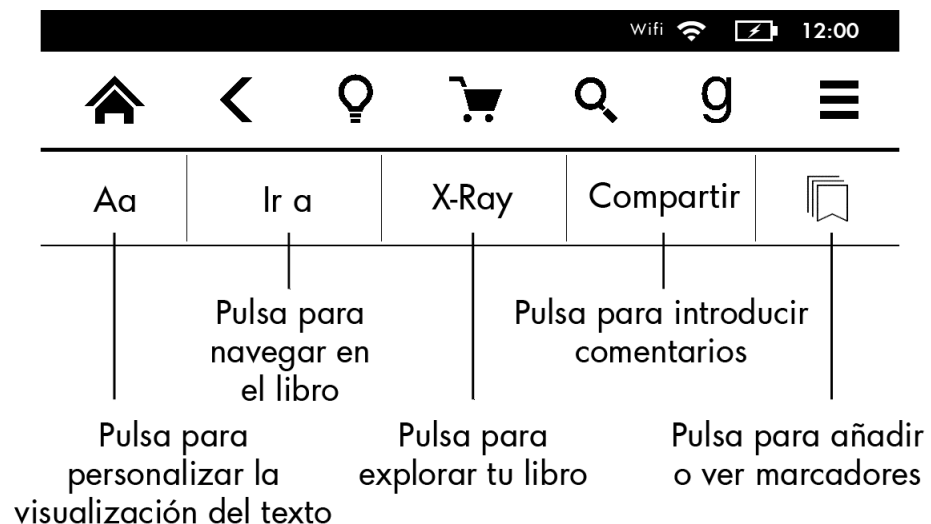 Wifi 12:00
g
Aa
Ir a
X-Ray
Compartir
Pulsa para
navegar en
el libro
Pulsa para introducir
comentarios
Pulsa para
personalizar la
visualización del texto
Pulsa para
explorar tu libro
Pulsa para añadir
o ver marcadores